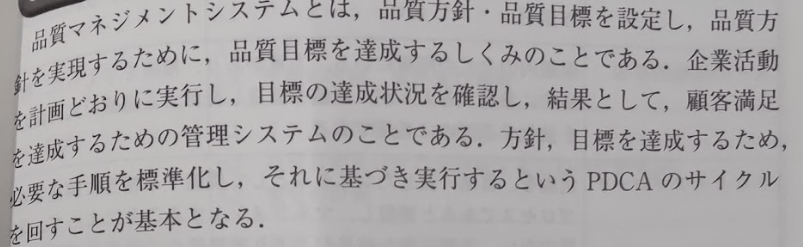 品質マネジメントシステムとは，品質方針・品質目標を設定し，品質方
針を実現するために，品質目標を達成するしくみのことである．企業活動
を計画どおりに実行し，目標の達成状況を確認し，結果として，顧客満足
を達成するための管理システムのことである．方針，目標を達成するため，
必要な手順を標準化し，それに基づき実行するというPDCAのサイクル
を回すことが基本となる．